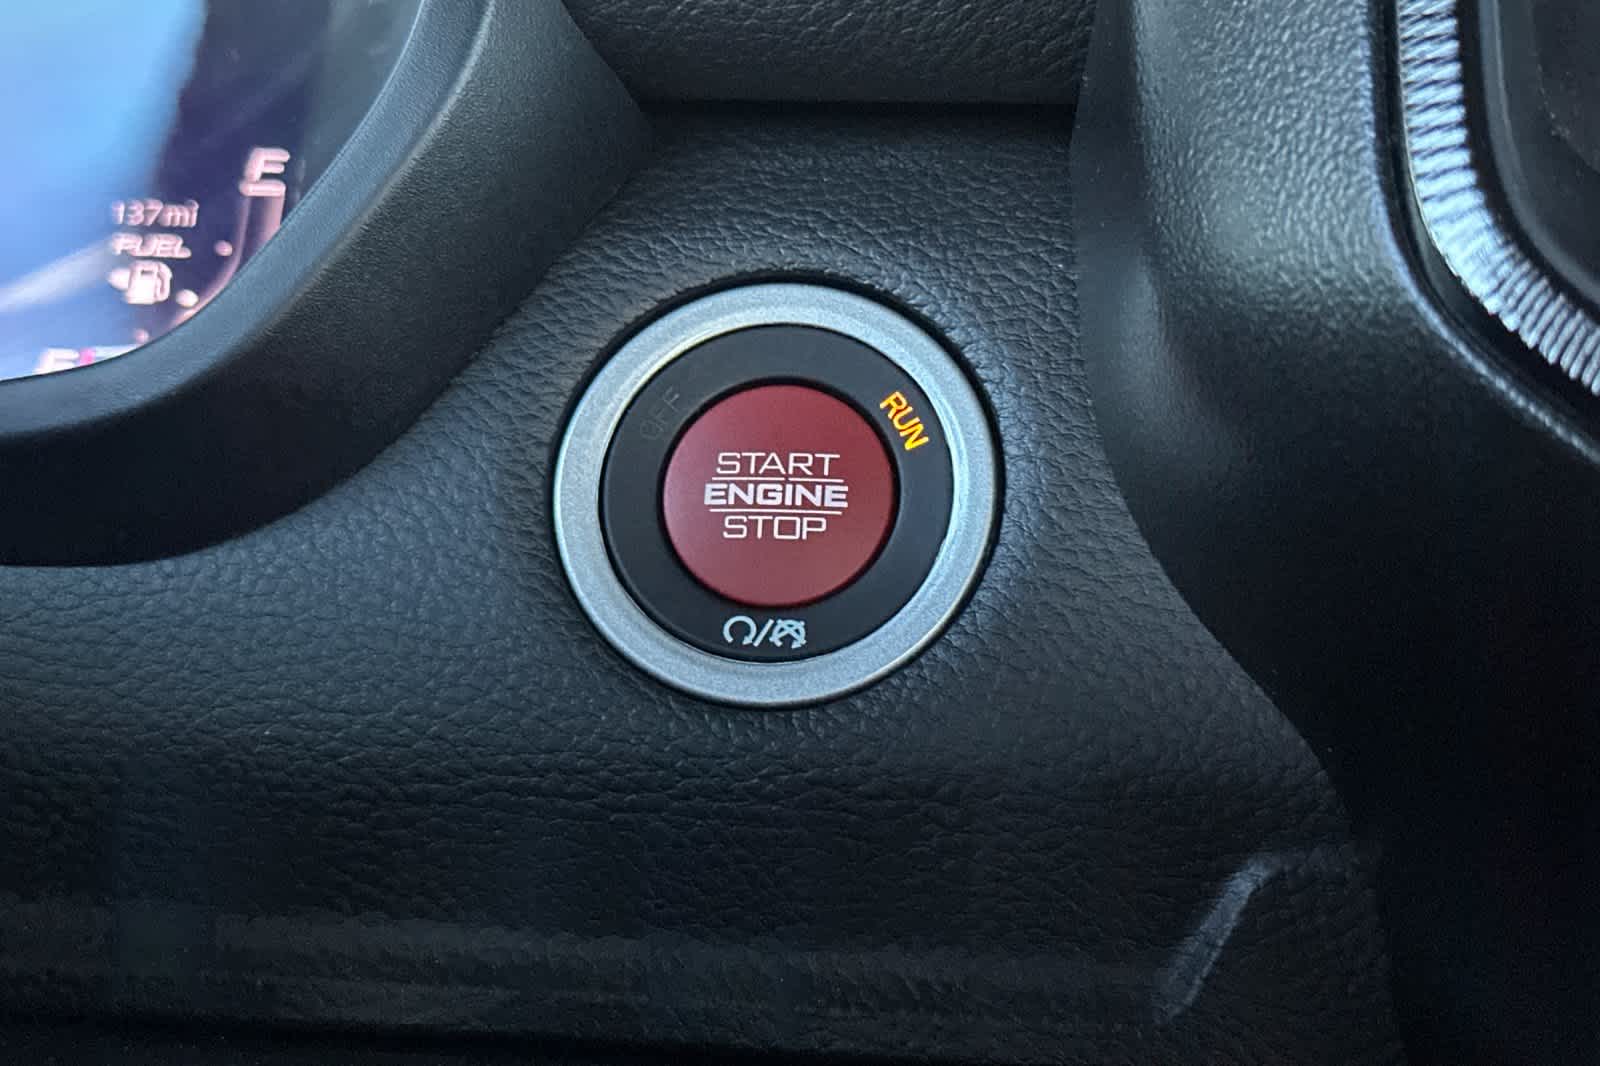 F
137mi
FUEL
OFF
RUN
START
ENGINE
STOP